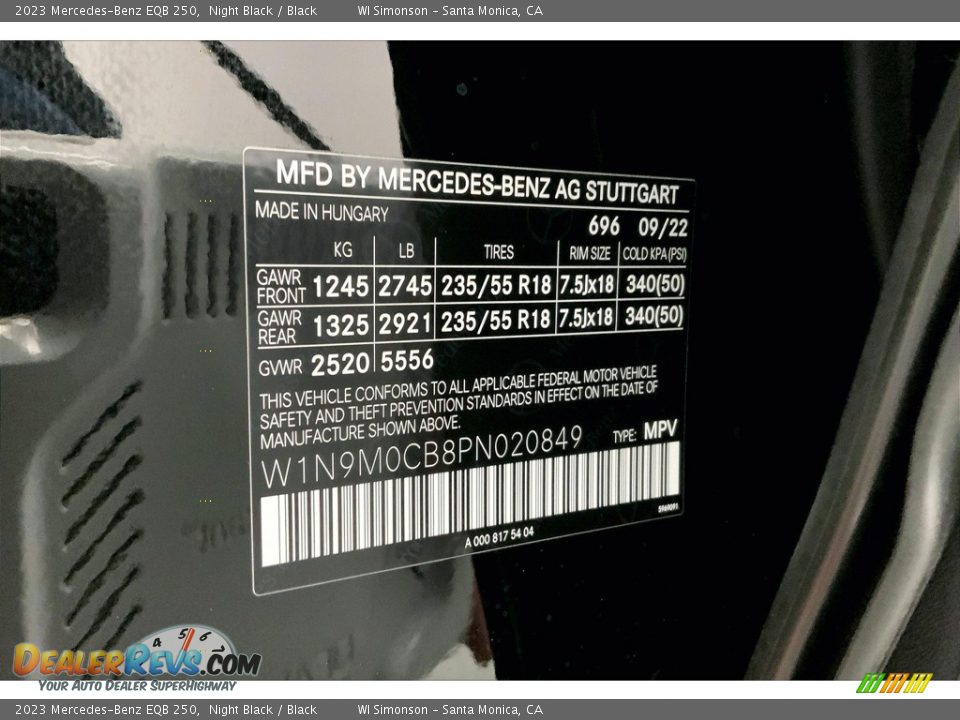 2023 Mercedes-Benz EQB 250, Night Black / Black WI Simonson - Santa Monica, CA
MFD BY MERCEDES-BENZ AG STUTTGART
MADE IN HUNGARY
696 09/22
KG LB TIRES RIM SIZE COLD KPA (PSI)
GAWR FRONT 1245 2745 235/55 R18 7.5Jx18 340(50)
GAWR REAR 1325 2921 235/55 R18 7.5Jx18 340(50)
GVWR 2520 5556
THIS VEHICLE CONFORMS TO ALL APPLICABLE FEDERAL MOTOR VEHICLE
SAFETY AND THEFT PREVENTION STANDARDS IN EFFECT ON THE DATE OF
MANUFACTURE SHOWN ABOVE.
W1N9M0CB8PN020849 TYPE: MPV
A 000 817 54 04
4 5 6
DEALERREVS.COM
YOUR AUTO DEALER SUPERHIGHWAY
2023 Mercedes-Benz EQB 250, Night Black / Black WI Simonson - Santa Monica, CA